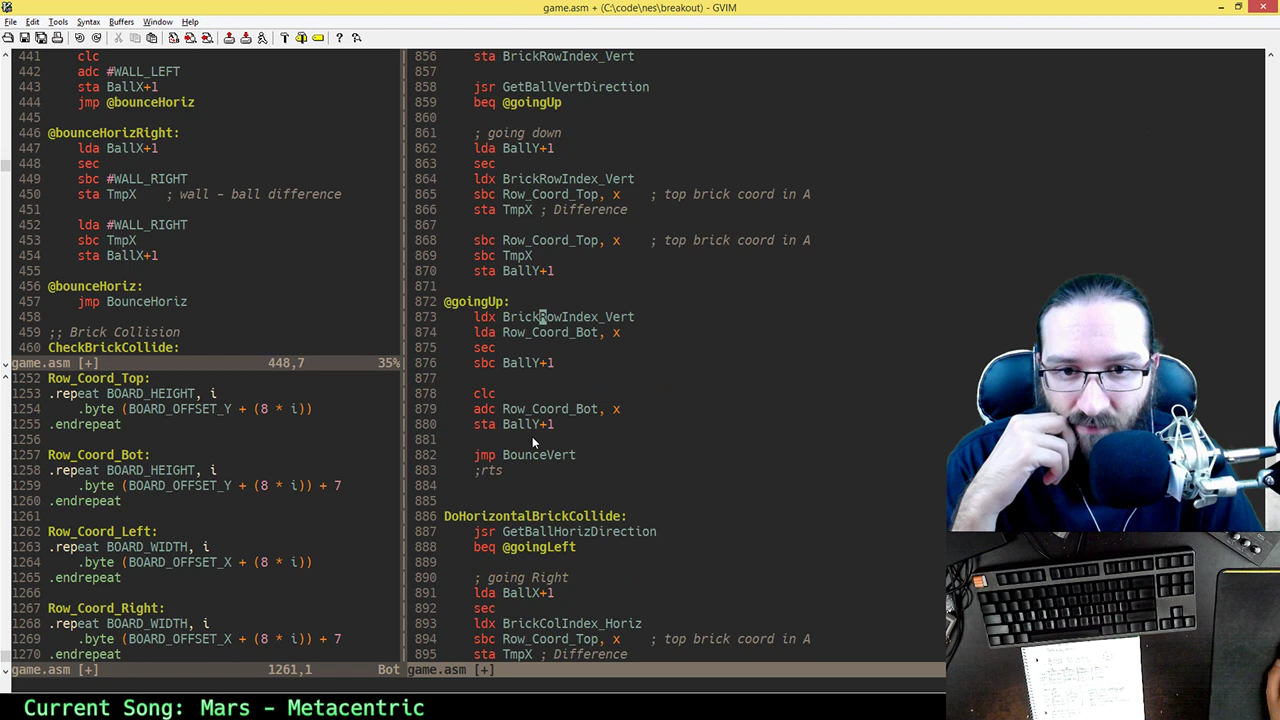 game.asm + (C:\code\nes\breakout) - GVIM
File Edit Tools Syntax Buffers Window Help
441 clc
442 adc #WALL_LEFT
443 sta BallX+1
444 jmp @bounceHoriz
445
446 @bounceHorizRight:
447 lda BallX+1
448 sec
449 sbc #WALL_RIGHT
450 sta TmpX ; wall - ball difference
451
452 lda #WALL_RIGHT
453 sbc TmpX
454 sta BallX+1
455
456 @bounceHoriz:
457 jmp BounceHoriz
458
459 ;; Brick Collision
460 CheckBrickCollide:
game.asm [+] 448,7 35%
1252 Row_Coord_Top:
1253 .repeat BOARD_HEIGHT, i
1254 .byte (BOARD_OFFSET_Y + (8 * i))
1255 .endrepeat
1256
1257 Row_Coord_Bot:
1258 .repeat BOARD_HEIGHT, i
1259 .byte (BOARD_OFFSET_Y + (8 * i)) + 7
1260 .endrepeat
1261
1262 Row_Coord_Left:
1263 .repeat BOARD_WIDTH, i
1264 .byte (BOARD_OFFSET_X + (8 * i))
1265 .endrepeat
1266
1267 Row_Coord_Right:
1268 .repeat BOARD_WIDTH, i
1269 .byte (BOARD_OFFSET_X + (8 * i)) + 7
1270 .endrepeat
game.asm [+] 1261,1 Bot
856 sta BrickRowIndex_Vert
857
858 jsr GetBallVertDirection
859 beq @goingUp
860
861 ; going down
862 lda BallY+1
863 sec
864 ldx BrickRowIndex_Vert
865 sbc Row_Coord_Top, x ; top brick coord in A
866 sta TmpX ; Difference
867
868 sbc Row_Coord_Top, x ; top brick coord in A
869 sbc TmpX
870 sta BallY+1
871
872 @goingUp:
873 ldx BrickRowIndex_Vert
874 lda Row_Coord_Bot, x
875 sec
876 sbc BallY+1
877
878 clc
879 adc Row_Coord_Bot, x
880 sta BallY+1
881
882 jmp BounceVert
883 ;rts
884
885
886 DoHorizontalBrickCollide:
887 jsr GetBallHorizDirection
888 beq @goingLeft
889
890 ; going Right
891 lda BallX+1
892 sec
893 ldx BrickColIndex_Horiz
894 sbc Row_Coord_Top, x ; top brick coord in A
895 sta TmpX ; Difference
game.asm [+]
Current Song: Mars - Metacentric